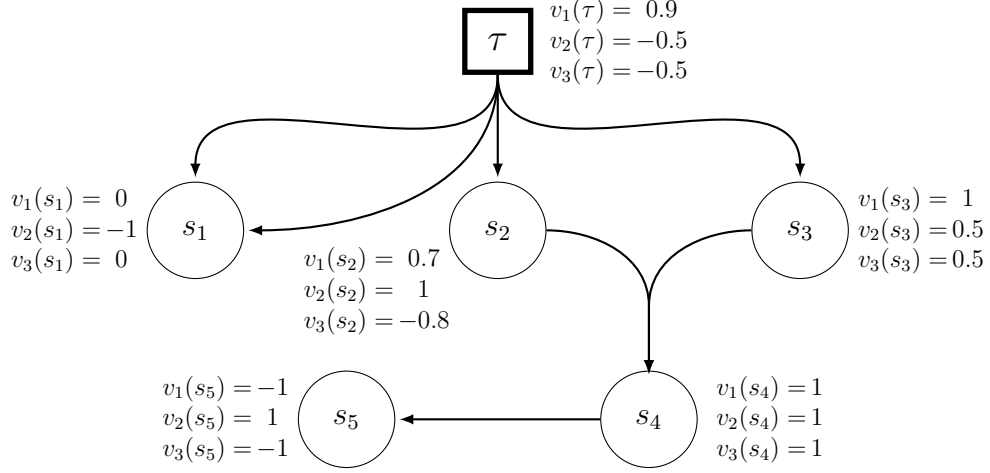 τ
v₁(τ) = 0.9
v₂(τ) = −0.5
v₃(τ) = −0.5
v₁(s₁) = 0
v₂(s₁) = −1
v₃(s₁) = 0
s₁
s₂
v₁(s₂) = 0.7
v₂(s₂) = 1
v₃(s₂) = −0.8
s₃
v₁(s₃) = 1
v₂(s₃) = 0.5
v₃(s₃) = 0.5
v₁(s₅) = −1
v₂(s₅) = 1
v₃(s₅) = −1
s₅
s₄
v₁(s₄) = 1
v₂(s₄) = 1
v₃(s₄) = 1